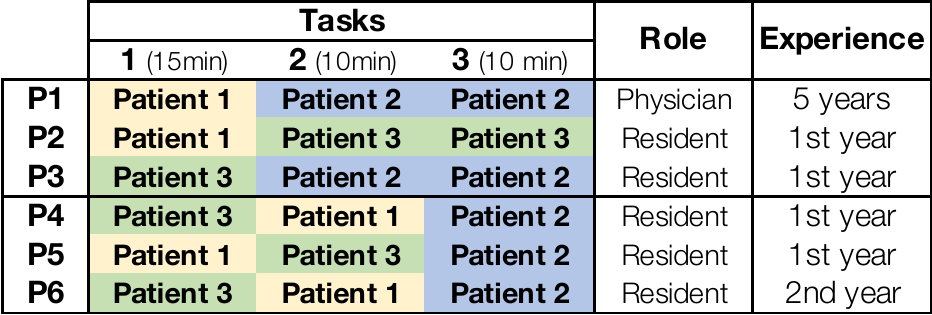 Tasks Role Experience
1 (15min) 2 (10min) 3 (10 min)
P1 Patient 1 Patient 2 Patient 2 Physician 5 years
P2 Patient 1 Patient 3 Patient 3 Resident 1st year
P3 Patient 3 Patient 2 Patient 2 Resident 1st year
P4 Patient 3 Patient 1 Patient 2 Resident 1st year
P5 Patient 1 Patient 3 Patient 2 Resident 1st year
P6 Patient 3 Patient 1 Patient 2 Resident 2nd year